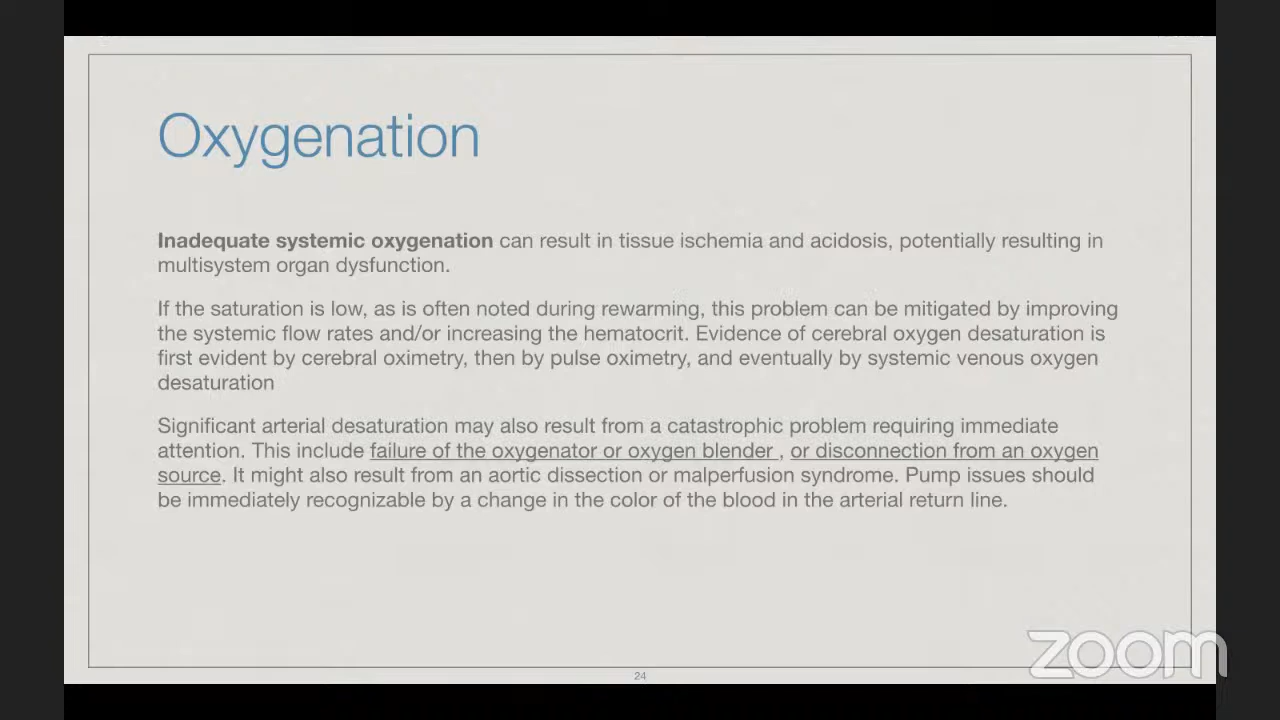 Oxygenation
Inadequate systemic oxygenation can result in tissue ischemia and acidosis, potentially resulting in
multisystem organ dysfunction.
If the saturation is low, as is often noted during rewarming, this problem can be mitigated by improving
the systemic flow rates and/or increasing the hematocrit. Evidence of cerebral oxygen desaturation is
first evident by cerebral oximetry, then by pulse oximetry, and eventually by systemic venous oxygen
desaturation
Significant arterial desaturation may also result from a catastrophic problem requiring immediate
attention. This include failure of the oxygenator or oxygen blender , or disconnection from an oxygen
source. It might also result from an aortic dissection or malperfusion syndrome. Pump issues should
be immediately recognizable by a change in the color of the blood in the arterial return line.
zoom
24